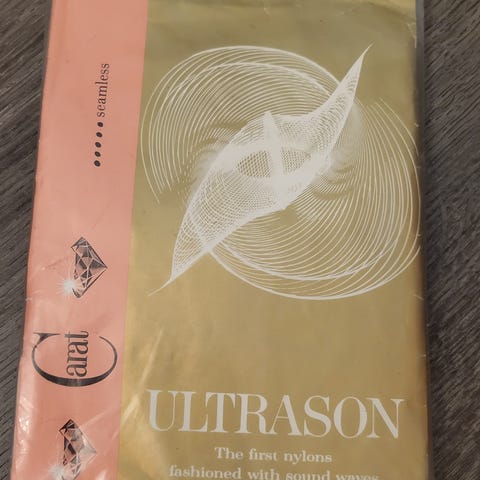 seamless
Carat
ULTRASON
The first nylons
fashioned with sound waves